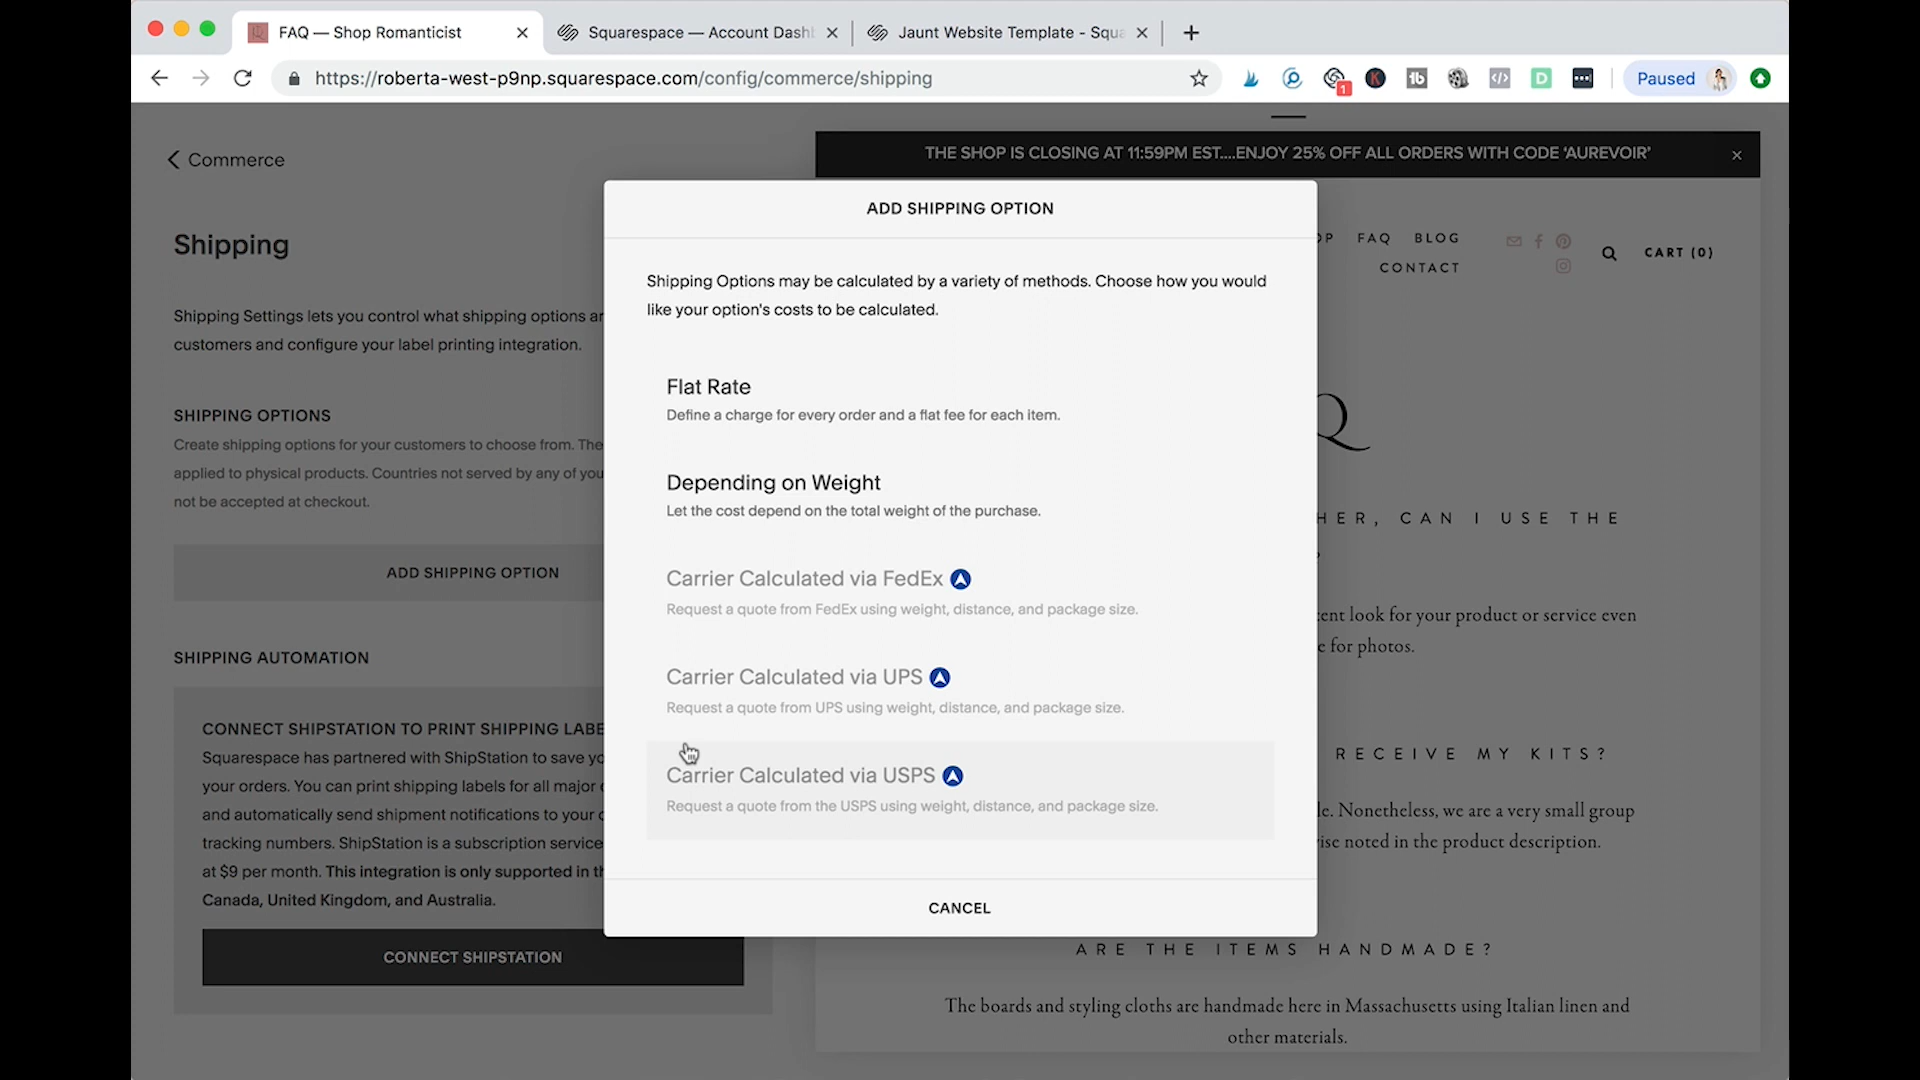 FAQ — Shop Romanticist
Squarespace — Account Dashl
Jaunt Website Template - Squa
https://roberta-west-p9np.squarespace.com/config/commerce/shipping
1
K
tb
</>
D
Paused
Commerce
THE SHOP IS CLOSING AT 11:59PM EST....ENJOY 25% OFF ALL ORDERS WITH CODE ‘AUREVOIR’
ADD SHIPPING OPTION
OP FAQ BLOG
CONTACT
CART (0)
Shipping
Shipping Settings lets you control what shipping options ar
customers and configure your label printing integration.
SHIPPING OPTIONS
Create shipping options for your customers to choose from. The
applied to physical products. Countries not served by any of you
not be accepted at checkout.
ADD SHIPPING OPTION
SHIPPING AUTOMATION
CONNECT SHIPSTATION TO PRINT SHIPPING LABE
Squarespace has partnered with ShipStation to save yo
your orders. You can print shipping labels for all major c
and automatically send shipment notifications to your c
tracking numbers. ShipStation is a subscription service
at $9 per month. This integration is only supported in th
Canada, United Kingdom, and Australia.
CONNECT SHIPSTATION
Shipping Options may be calculated by a variety of methods. Choose how you would
like your option's costs to be calculated.
Flat Rate
Define a charge for every order and a flat fee for each item.
Depending on Weight
Let the cost depend on the total weight of the purchase.
Carrier Calculated via FedEx
Request a quote from FedEx using weight, distance, and package size.
Carrier Calculated via UPS
Request a quote from UPS using weight, distance, and package size.
Carrier Calculated via USPS
Request a quote from the USPS using weight, distance, and package size.
CANCEL
Q
HER, CAN I USE THE
?
ent look for your product or service even
e for photos.
RECEIVE MY KITS?
le. Nonetheless, we are a very small group
ise noted in the product description.
ARE THE ITEMS HANDMADE?
The boards and styling cloths are handmade here in Massachusetts using Italian linen and
other materials.